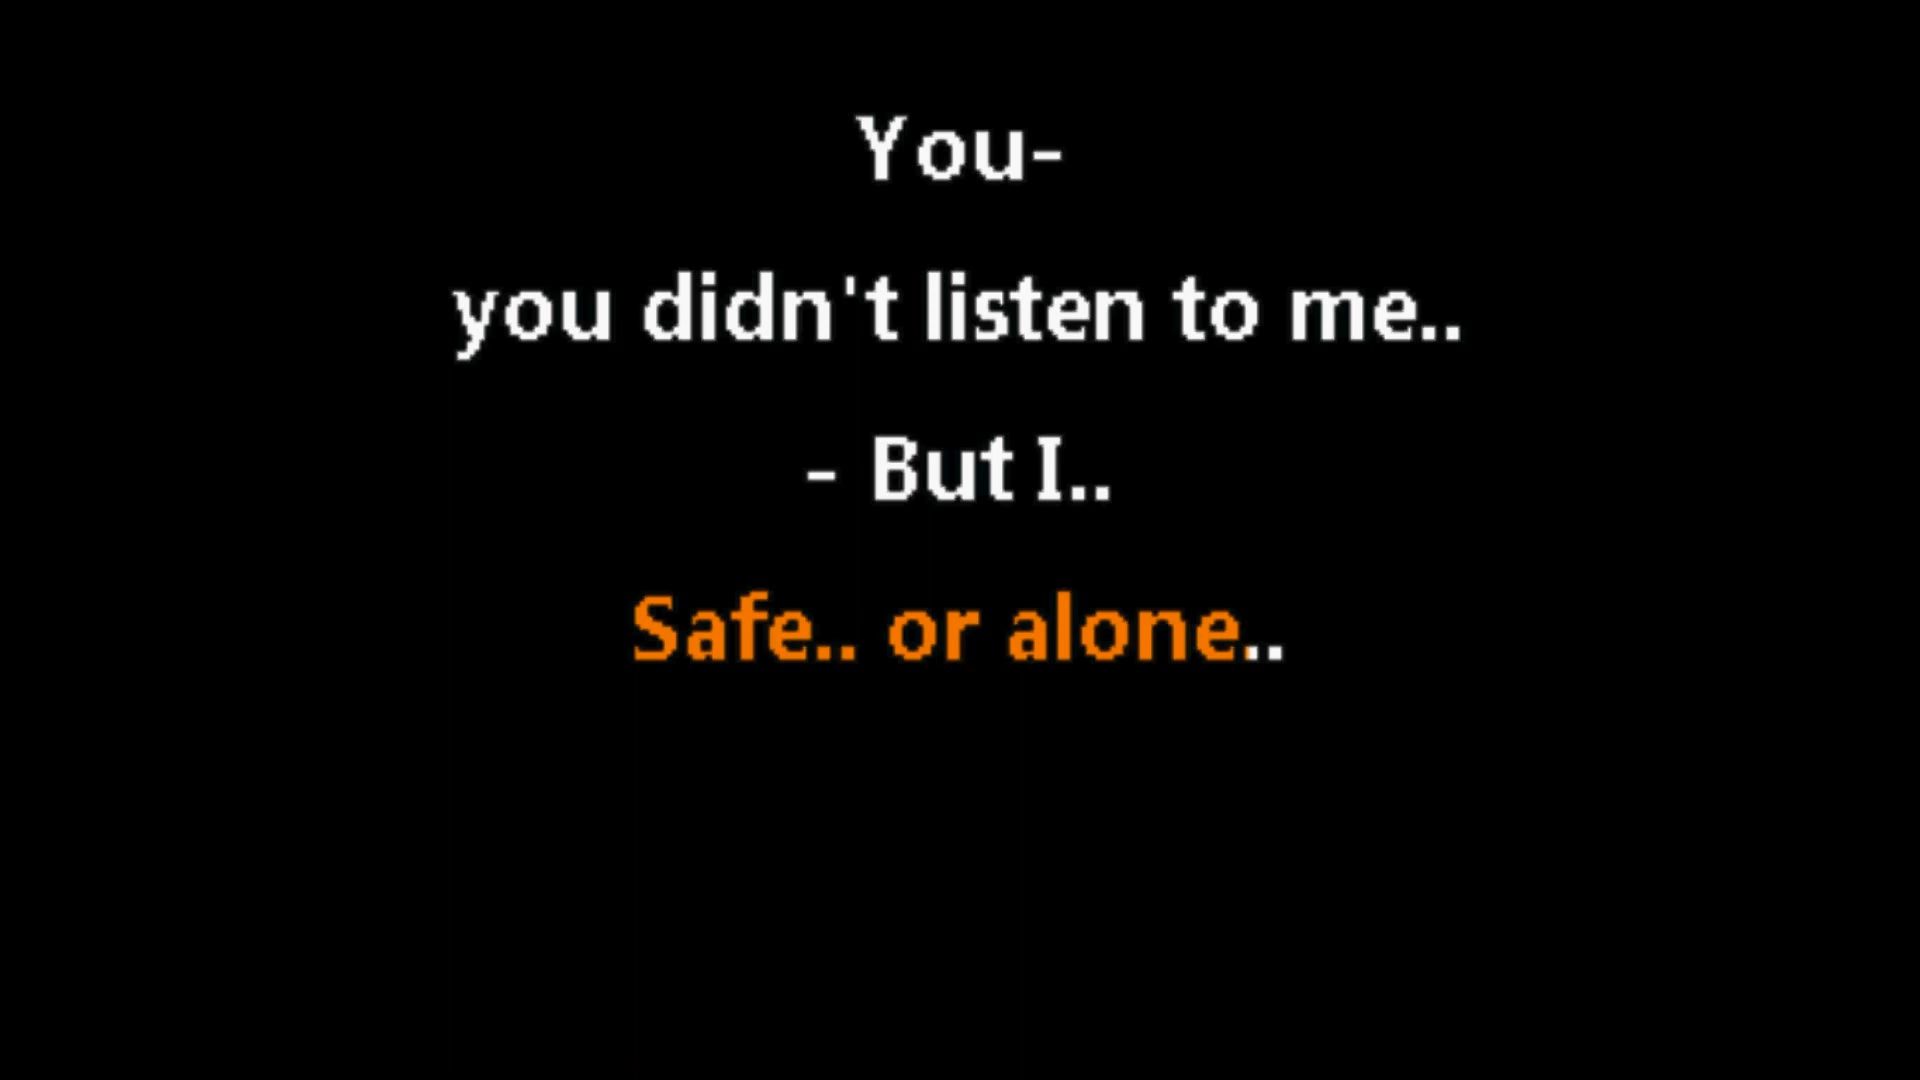 You-
you didn't listen to me..
- But I..
Safe.. or alone..